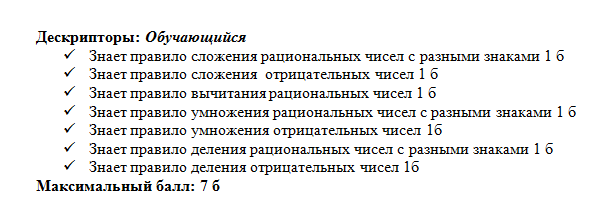 Дескрипторы: Обучающийся
✓ Знает правило сложения рациональных чисел с разными знаками 1 б
✓ Знает правило сложения отрицательных чисел 1 б
✓ Знает правило вычитания рациональных чисел 1 б
✓ Знает правило умножения рациональных чисел с разными знаками 1 б
✓ Знает правило умножения отрицательных чисел 1б
✓ Знает правило деления рациональных чисел с разными знаками 1 б
✓ Знает правило деления отрицательных чисел 1б
Максимальный балл: 7 б